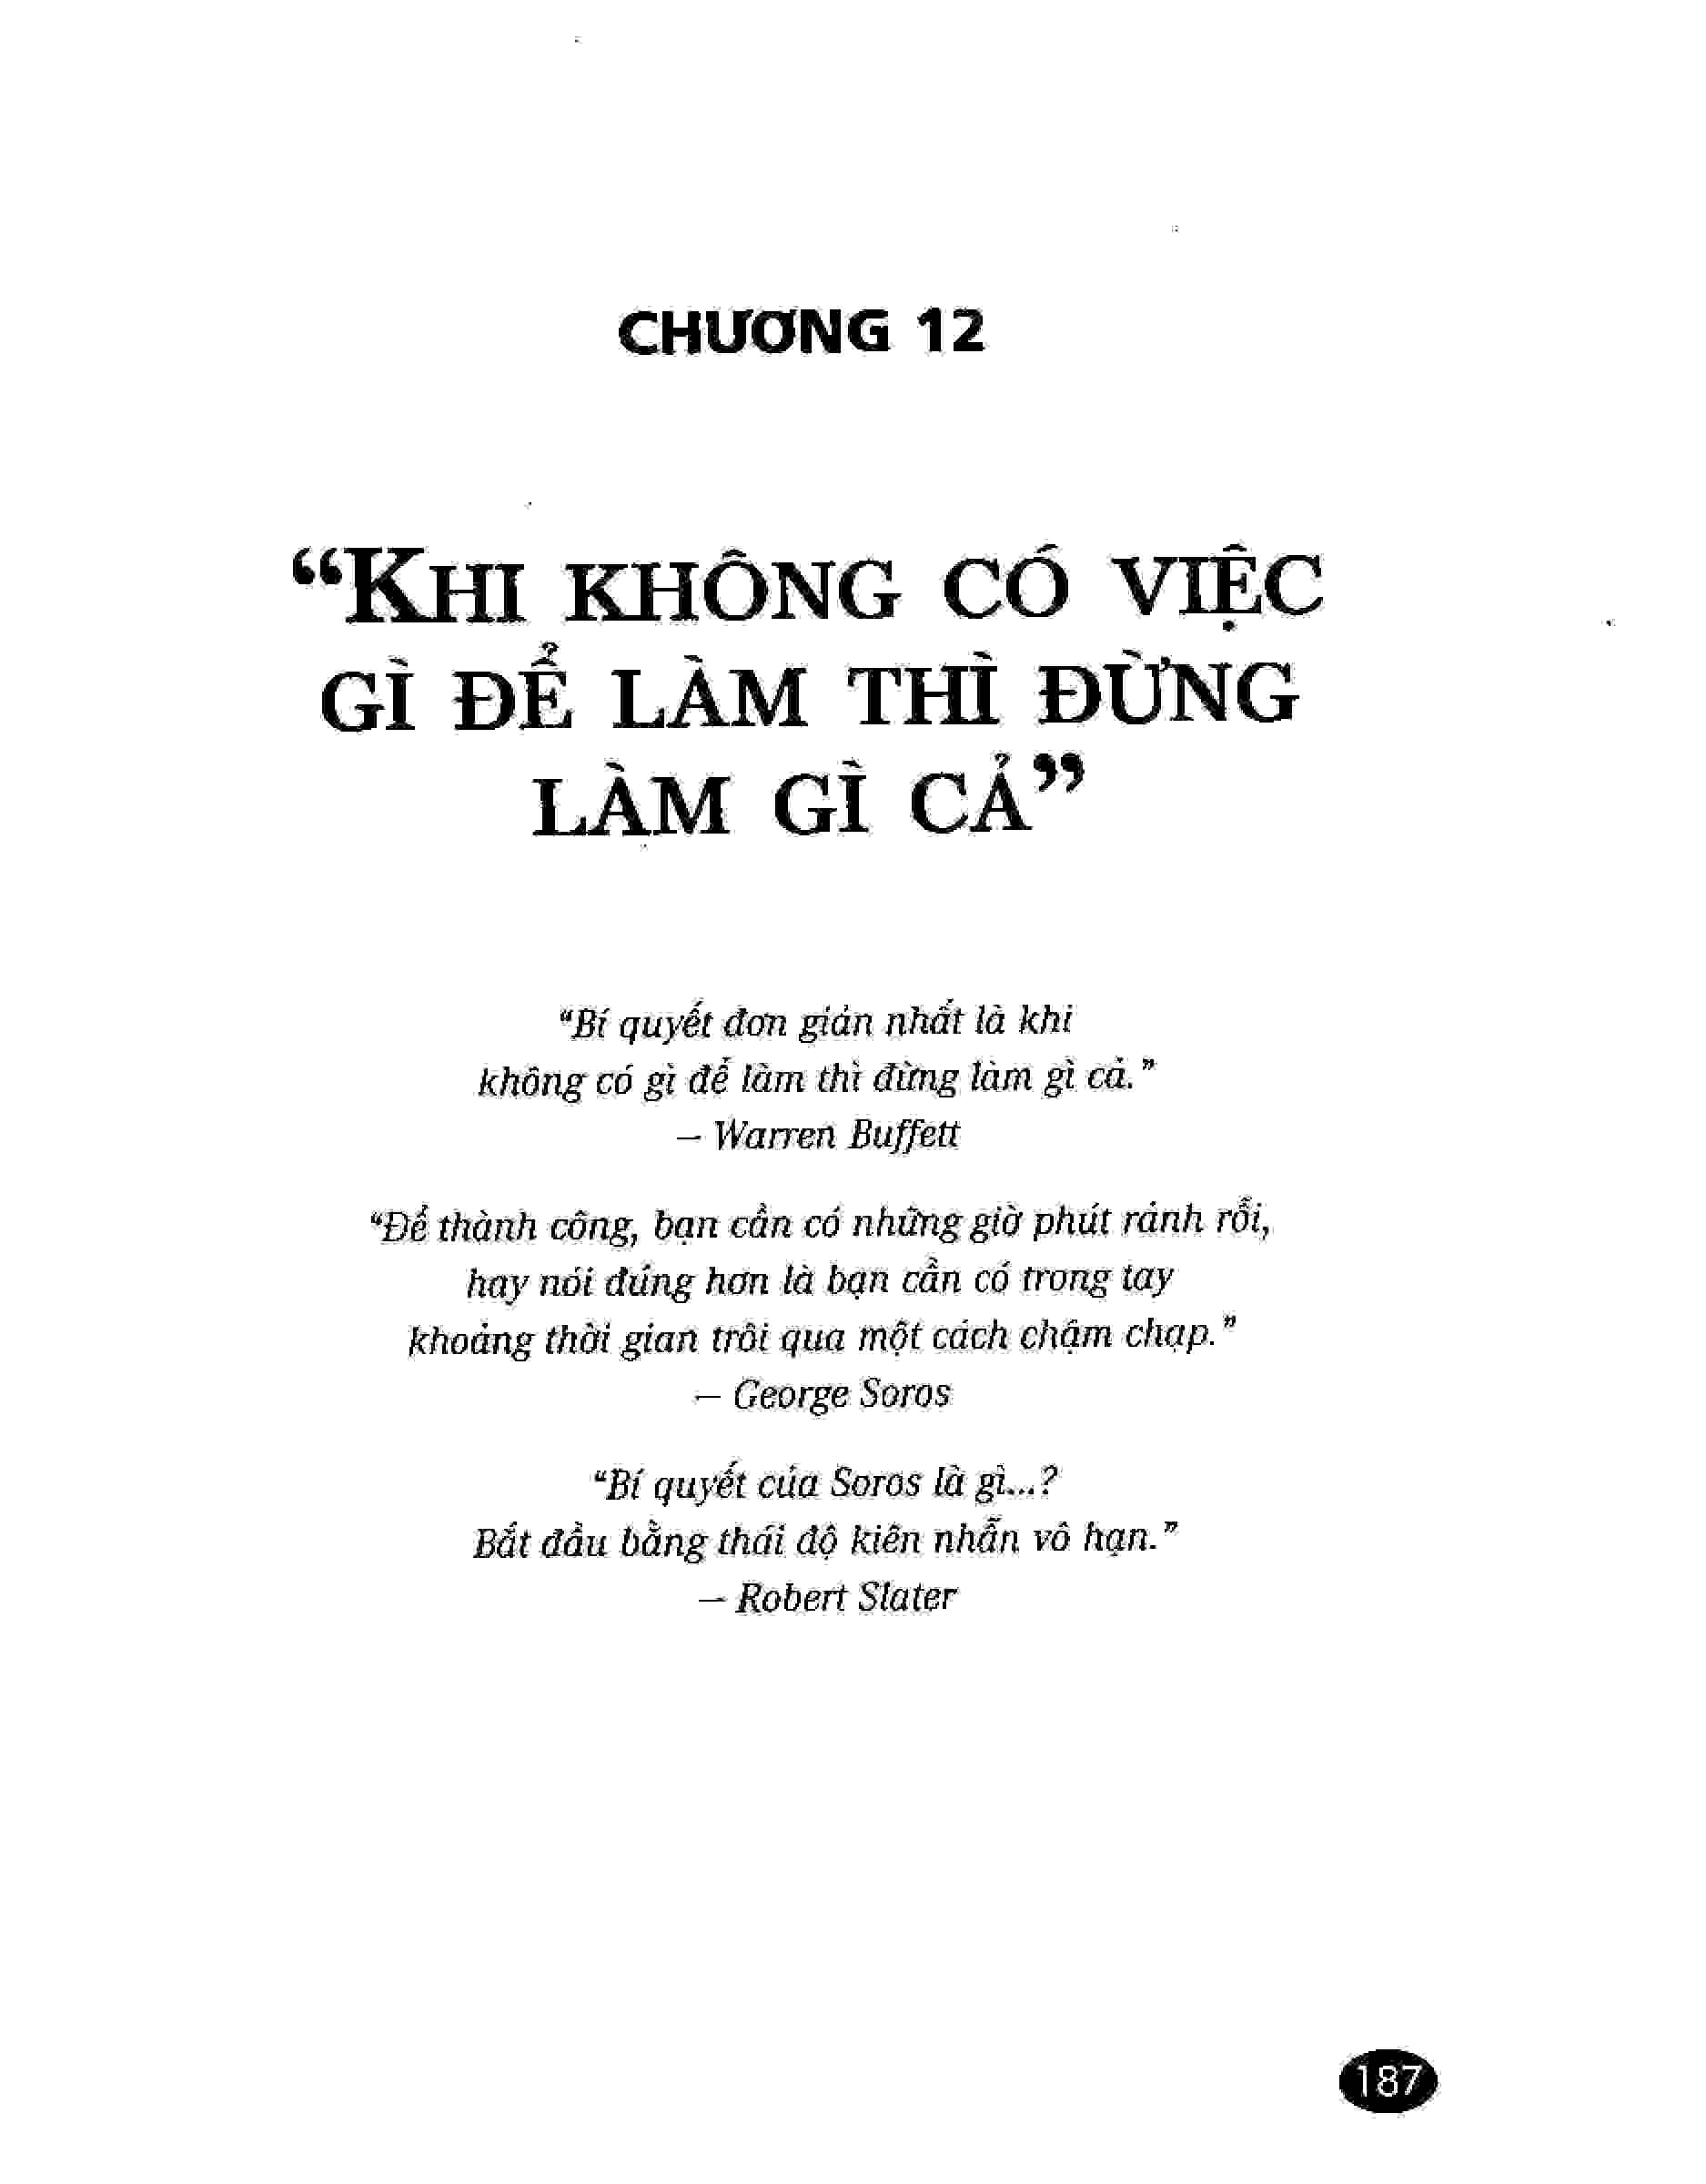 CHƯƠNG 12
“KHI KHÔNG CÓ VIỆC
GÌ ĐỂ LÀM THÌ ĐỪNG
LÀM GÌ CẢ”
“Bí quyết đơn giản nhất là khi
không có gì để làm thì đừng làm gì cả.”
– Warren Buffett
“Để thành công, bạn cần có những giờ phút rảnh rỗi,
hay nói đúng hơn là bạn cần có trong tay
khoảng thời gian trôi qua một cách chậm chạp.”
– George Soros
“Bí quyết của Soros là gì...?
Bắt đầu bằng thái độ kiên nhẫn vô hạn.”
– Robert Slater
187